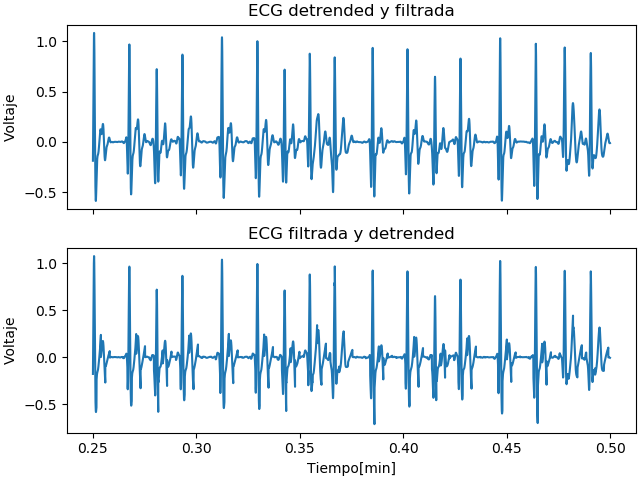 ECG detrended y filtrada
1.0
0.5
0.0
−0.5
Voltaje
ECG filtrada y detrended
1.0
0.5
0.0
−0.5
Voltaje
0.25 0.30 0.35 0.40 0.45 0.50
Tiempo[min]